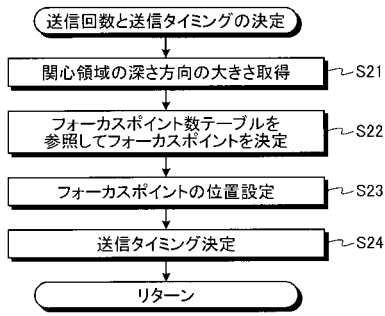 送信回数と送信タイミングの決定
関心領域の深さ方向の大きさ取得
S21
フォーカスポイント数テーブルを
参照してフォーカスポイントを決定
S22
フォーカスポイントの位置設定
S23
送信タイミング決定
S24
リターン